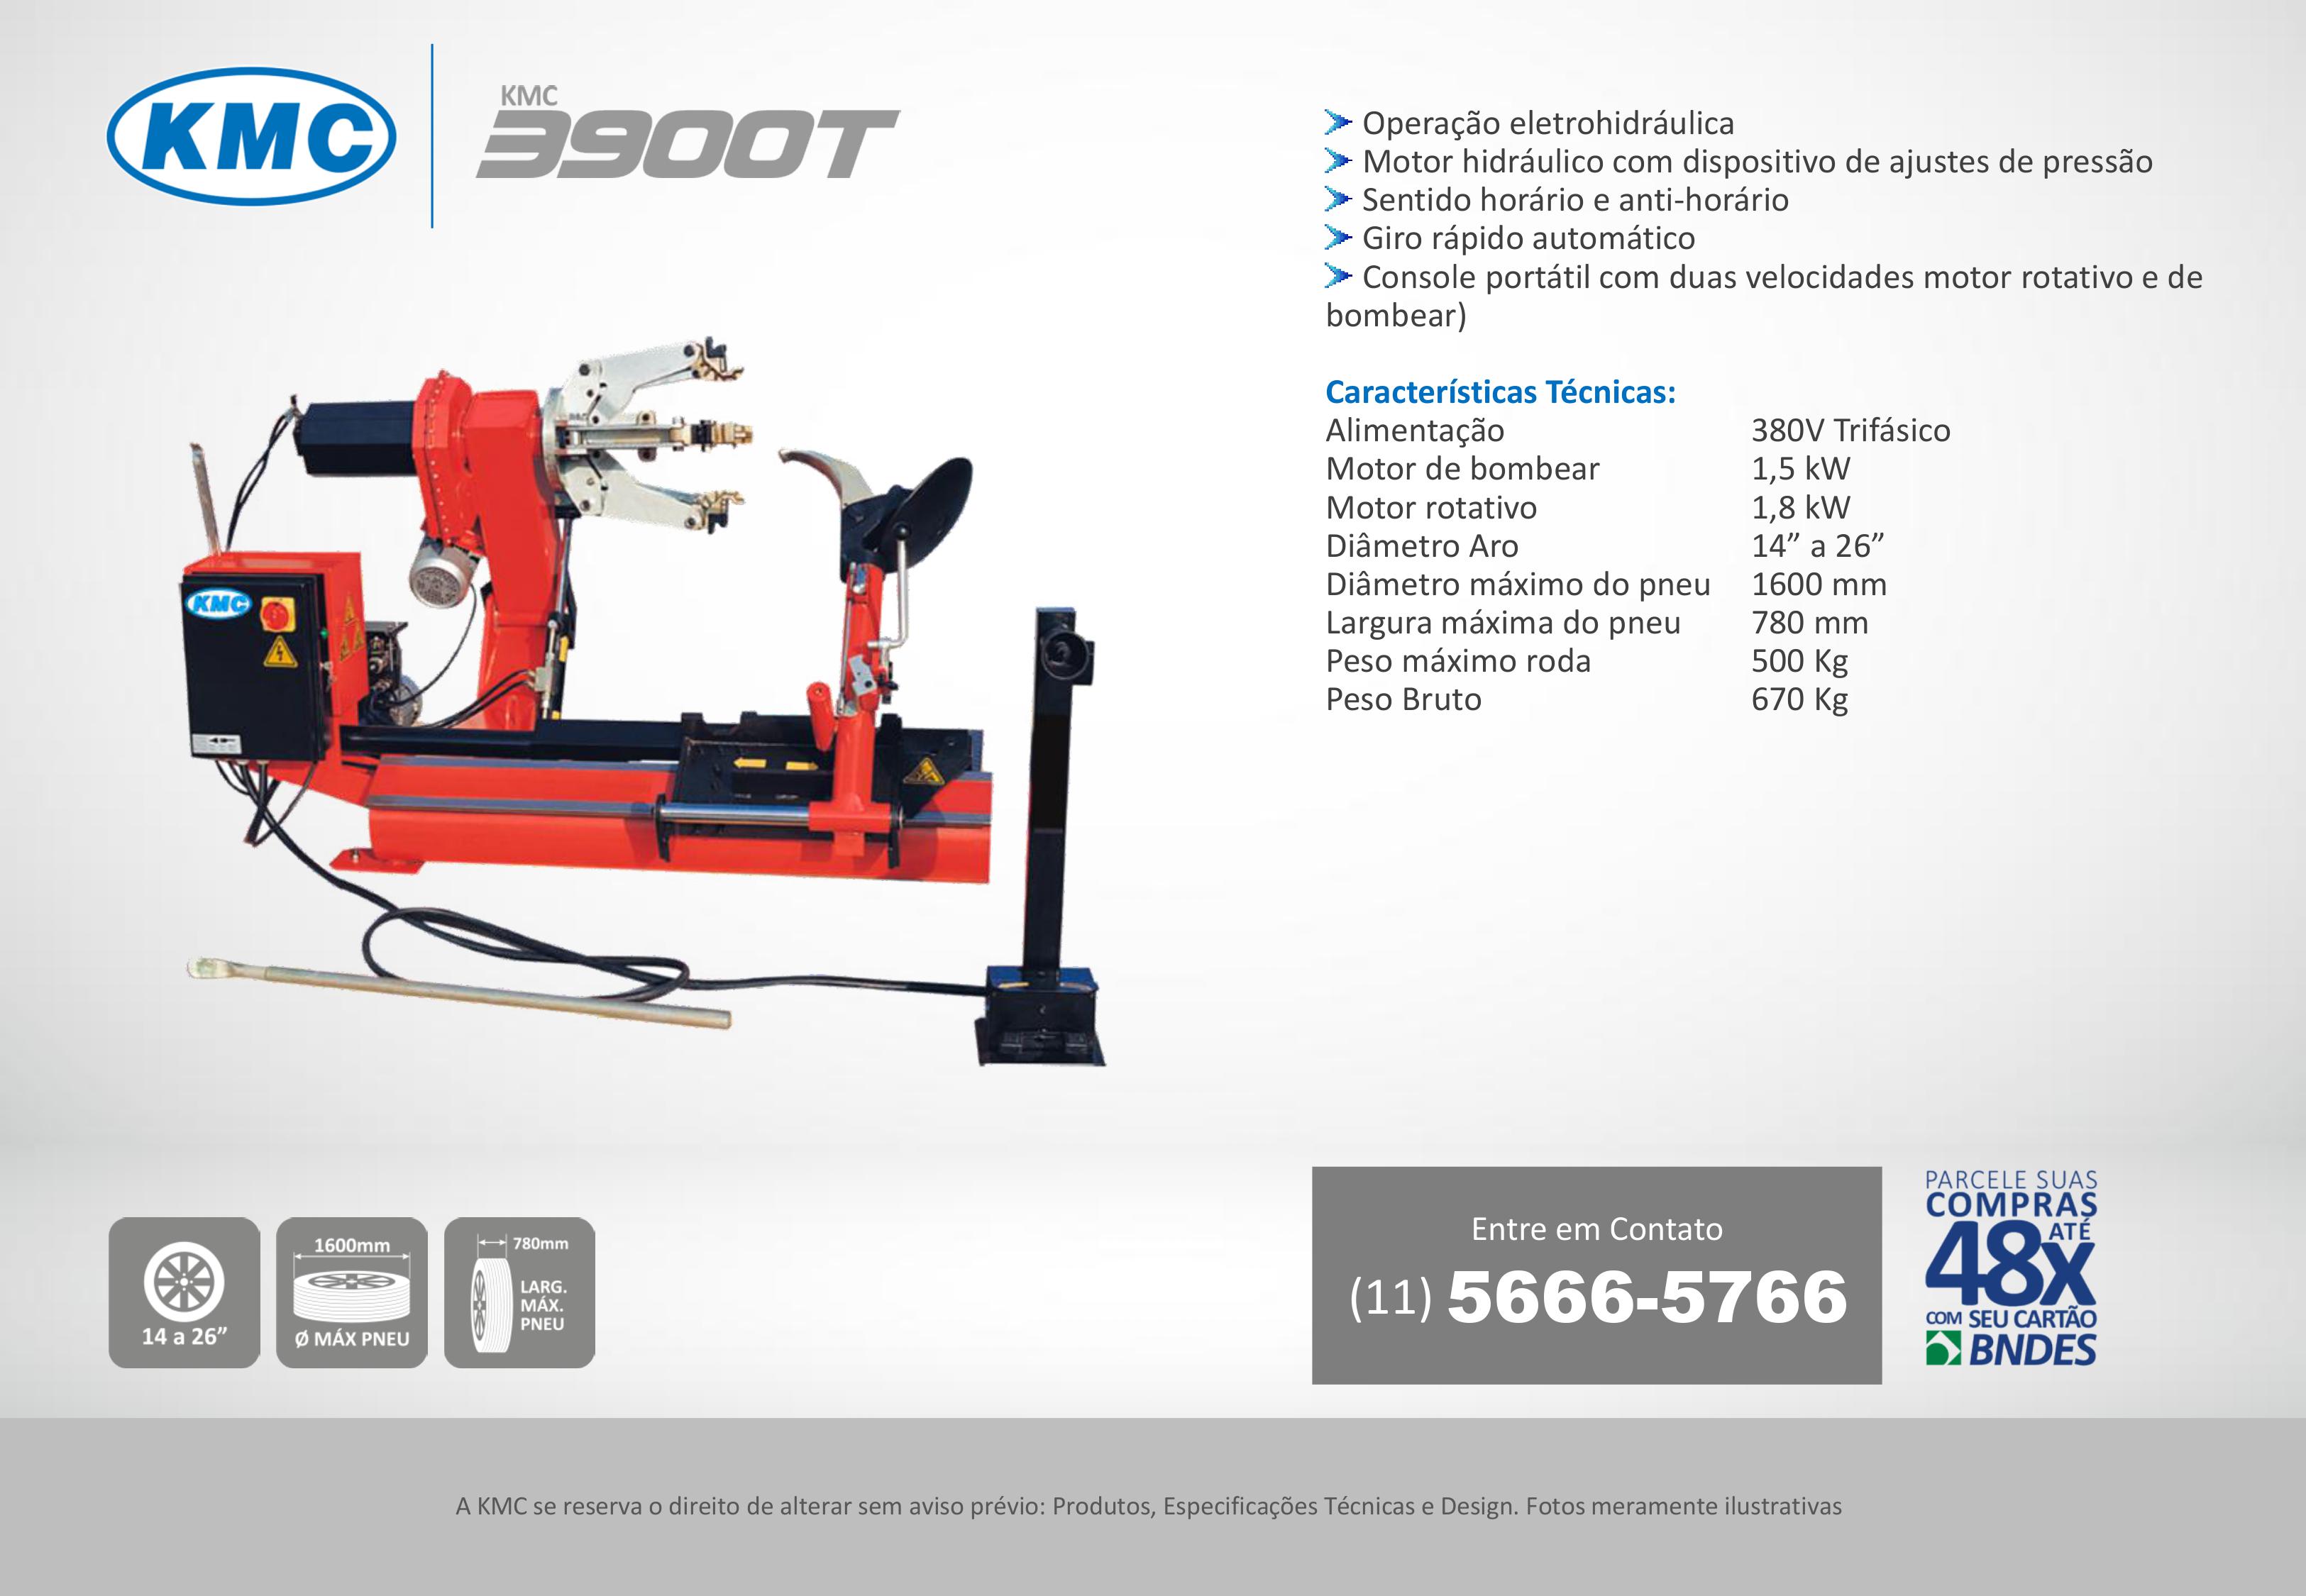 KMC
KMC
3900T
Operação eletrohidráulica
Motor hidráulico com dispositivo de ajustes de pressão
Sentido horário e anti-horário
Giro rápido automático
Console portátil com duas velocidades motor rotativo e de
bombear)
Características Técnicas:
Alimentação 380V Trifásico
Motor de bombear 1,5 kW
Motor rotativo 1,8 kW
Diâmetro Aro 14” a 26”
Diâmetro máximo do pneu 1600 mm
Largura máxima do pneu 780 mm
Peso máximo roda 500 Kg
Peso Bruto 670 Kg
KMC
14 a 26”
1600mm
Ø MÁX PNEU
780mm
LARG.
MÁX.
PNEU
Entre em Contato
(11) 5666-5766
PARCELE SUAS
COMPRAS
ATÉ
48X
COM SEU CARTÃO
BNDES
A KMC se reserva o direito de alterar sem aviso prévio: Produtos, Especificações Técnicas e Design. Fotos meramente ilustrativas